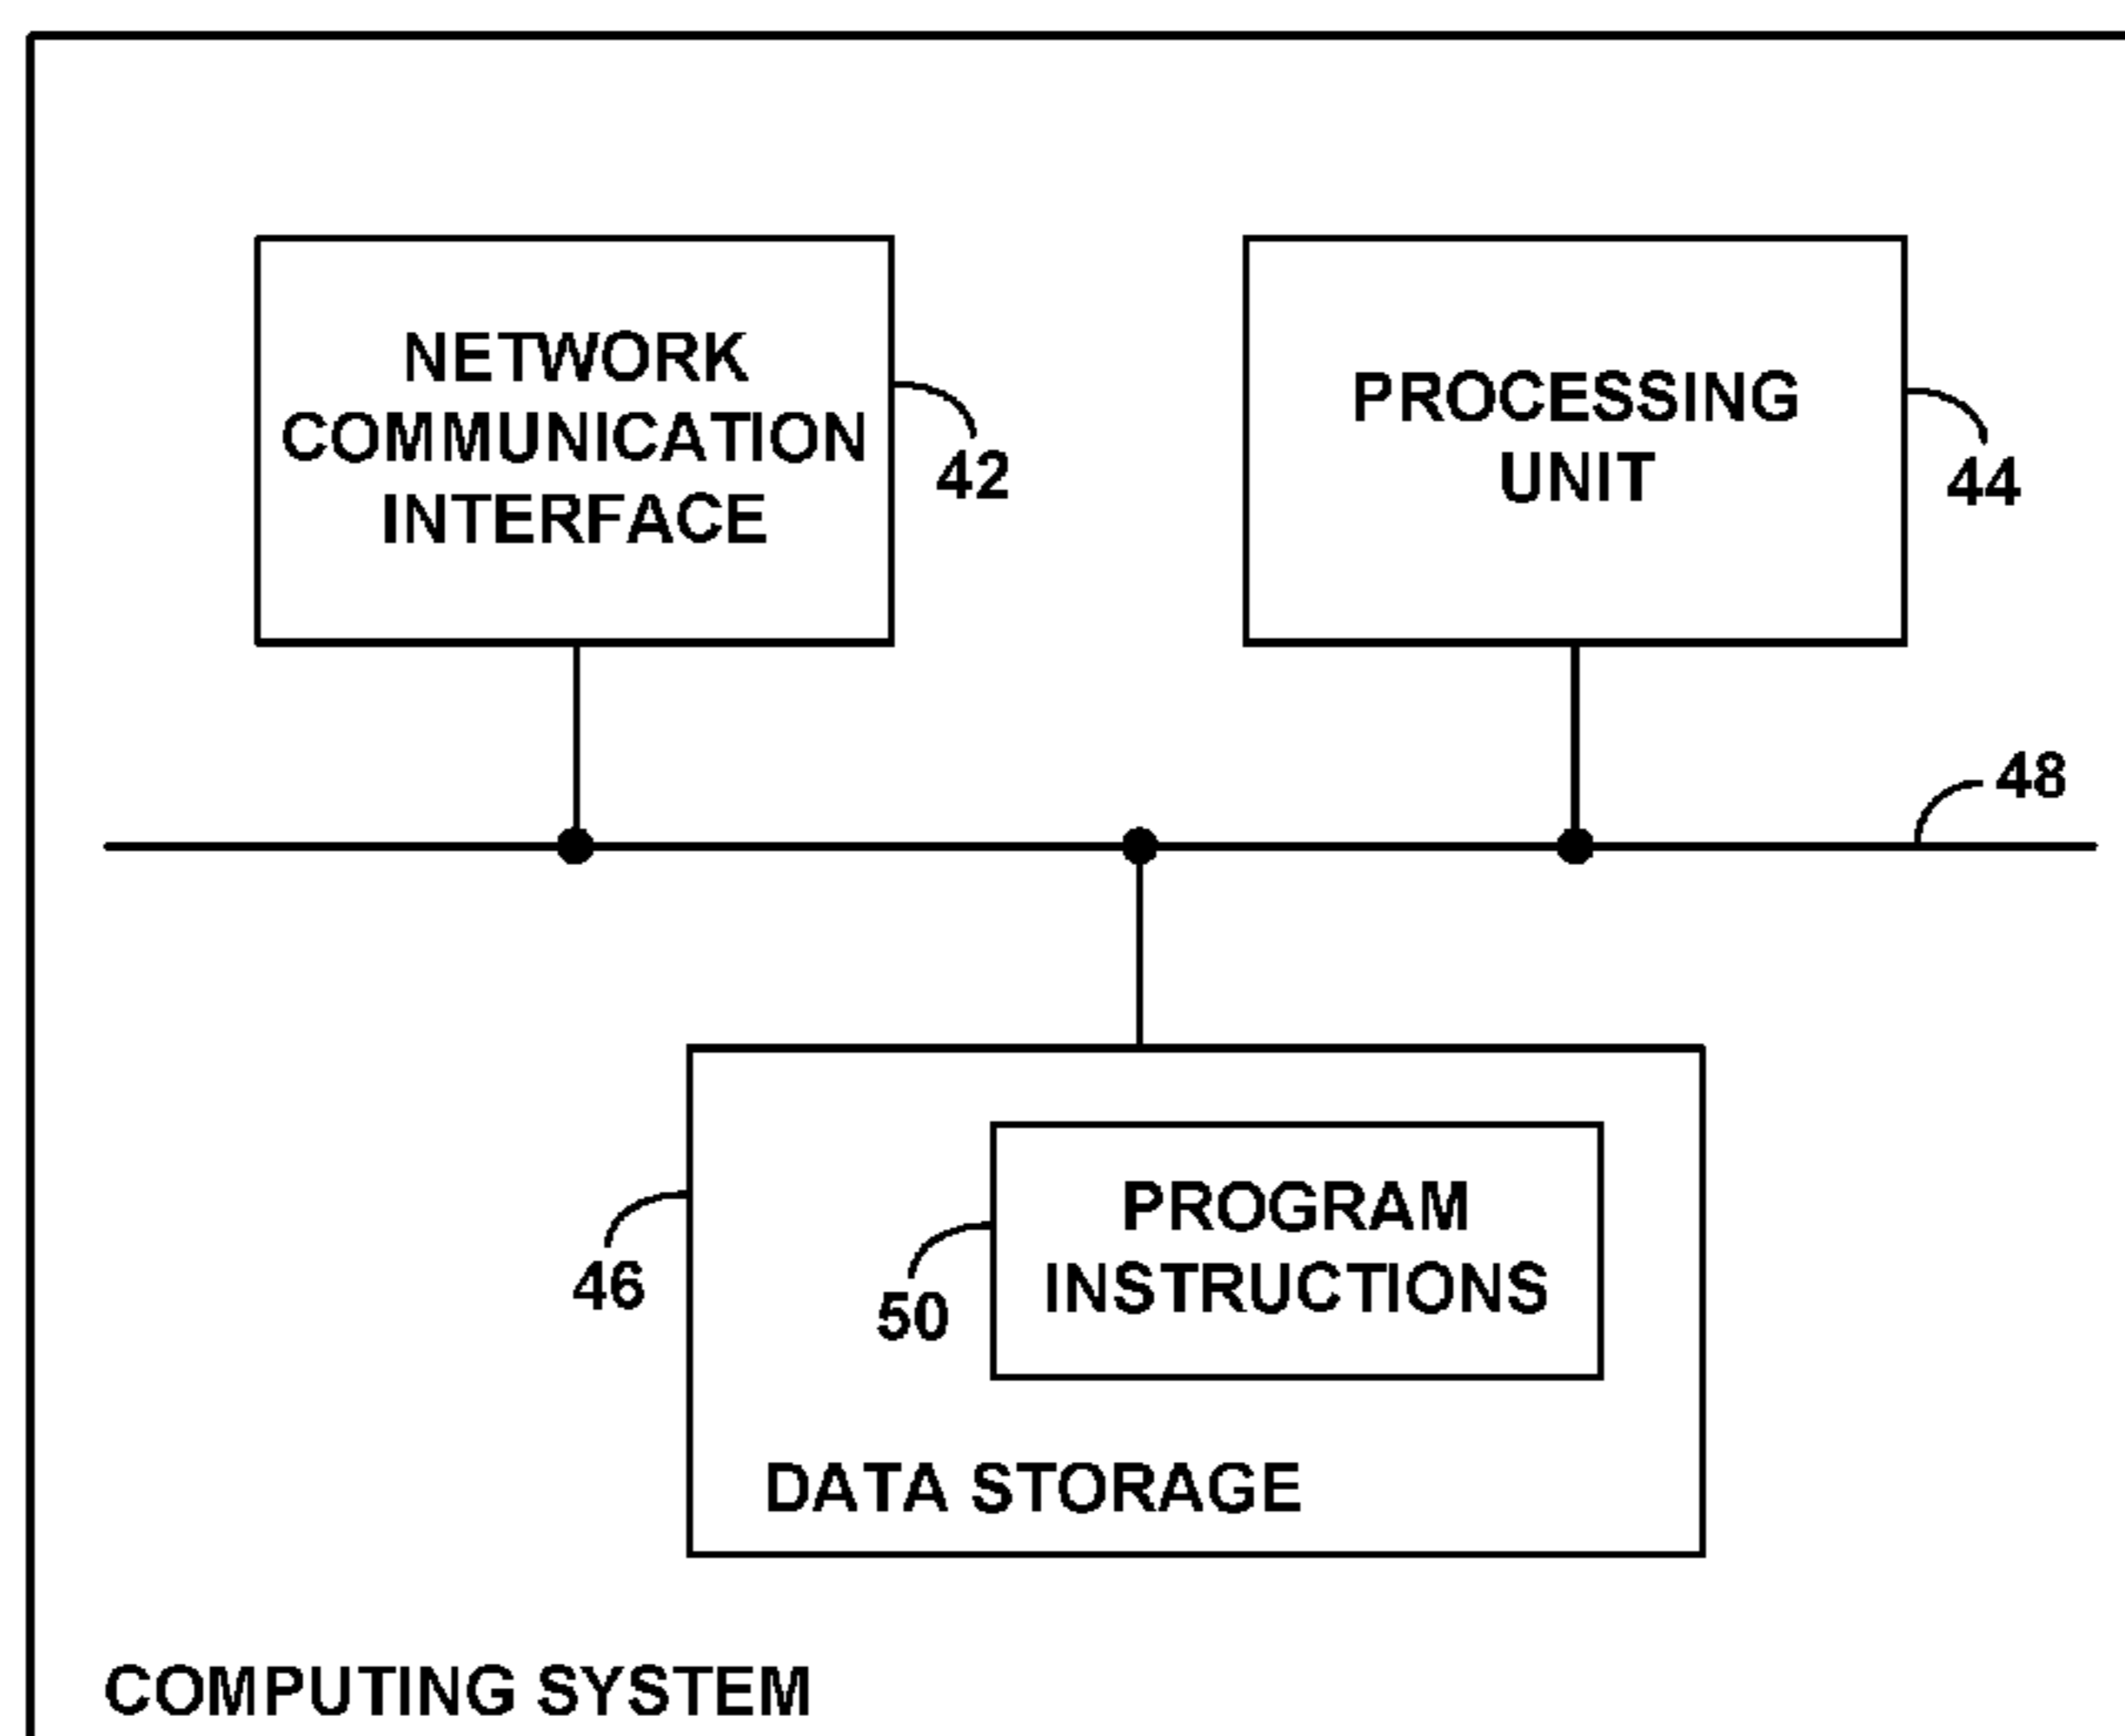 NETWORK
COMMUNICATION
INTERFACE
42
PROCESSING
UNIT
44
48
PROGRAM
INSTRUCTIONS
46
50
DATA STORAGE
COMPUTING SYSTEM